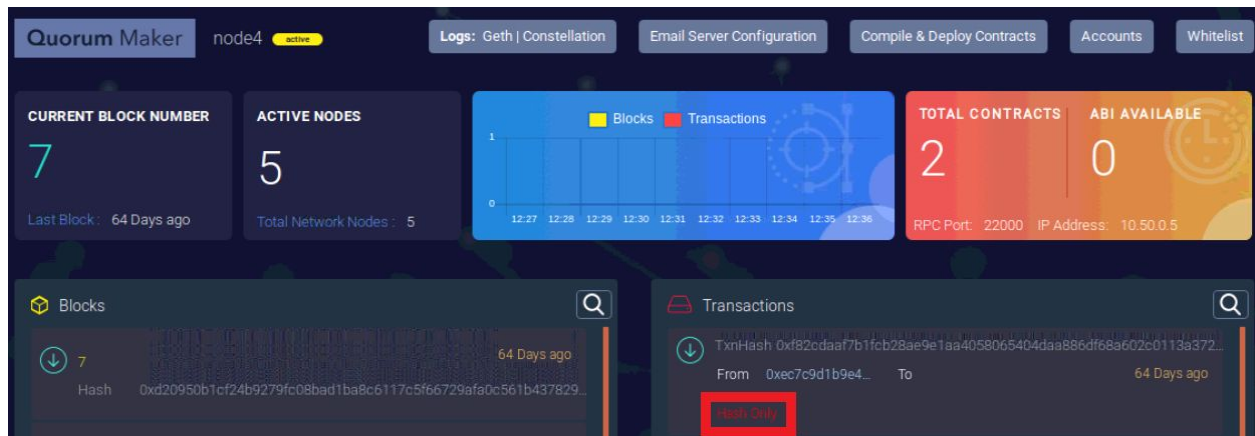 Quorum Maker node4 active Logs: Geth | Constellation Email Server Configuration Compile & Deploy Contracts Accounts Whitelist
CURRENT BLOCK NUMBER
7
Last Block : 64 Days ago
ACTIVE NODES
5
Total Network Nodes : 5
Blocks Transactions
1
0
12:27 12:28 12:29 12:30 12:31 12:32 12:33 12:34 12:35 12:36
TOTAL CONTRACTS ABI AVAILABLE
2 0
RPC Port: 22000 IP Address: 10.50.0.5
Blocks
7 64 Days ago
Hash 0xd20950b1cf24b9279fc08bad1ba8c6117c5f66729afa0c561b437829...
Transactions
TxnHash 0xf82cdaaf7b1fcb28ae9e1aa4058065404daa886df68a602c0113a372...
From 0xec7c9d1b9e4... To 64 Days ago
Hash Only